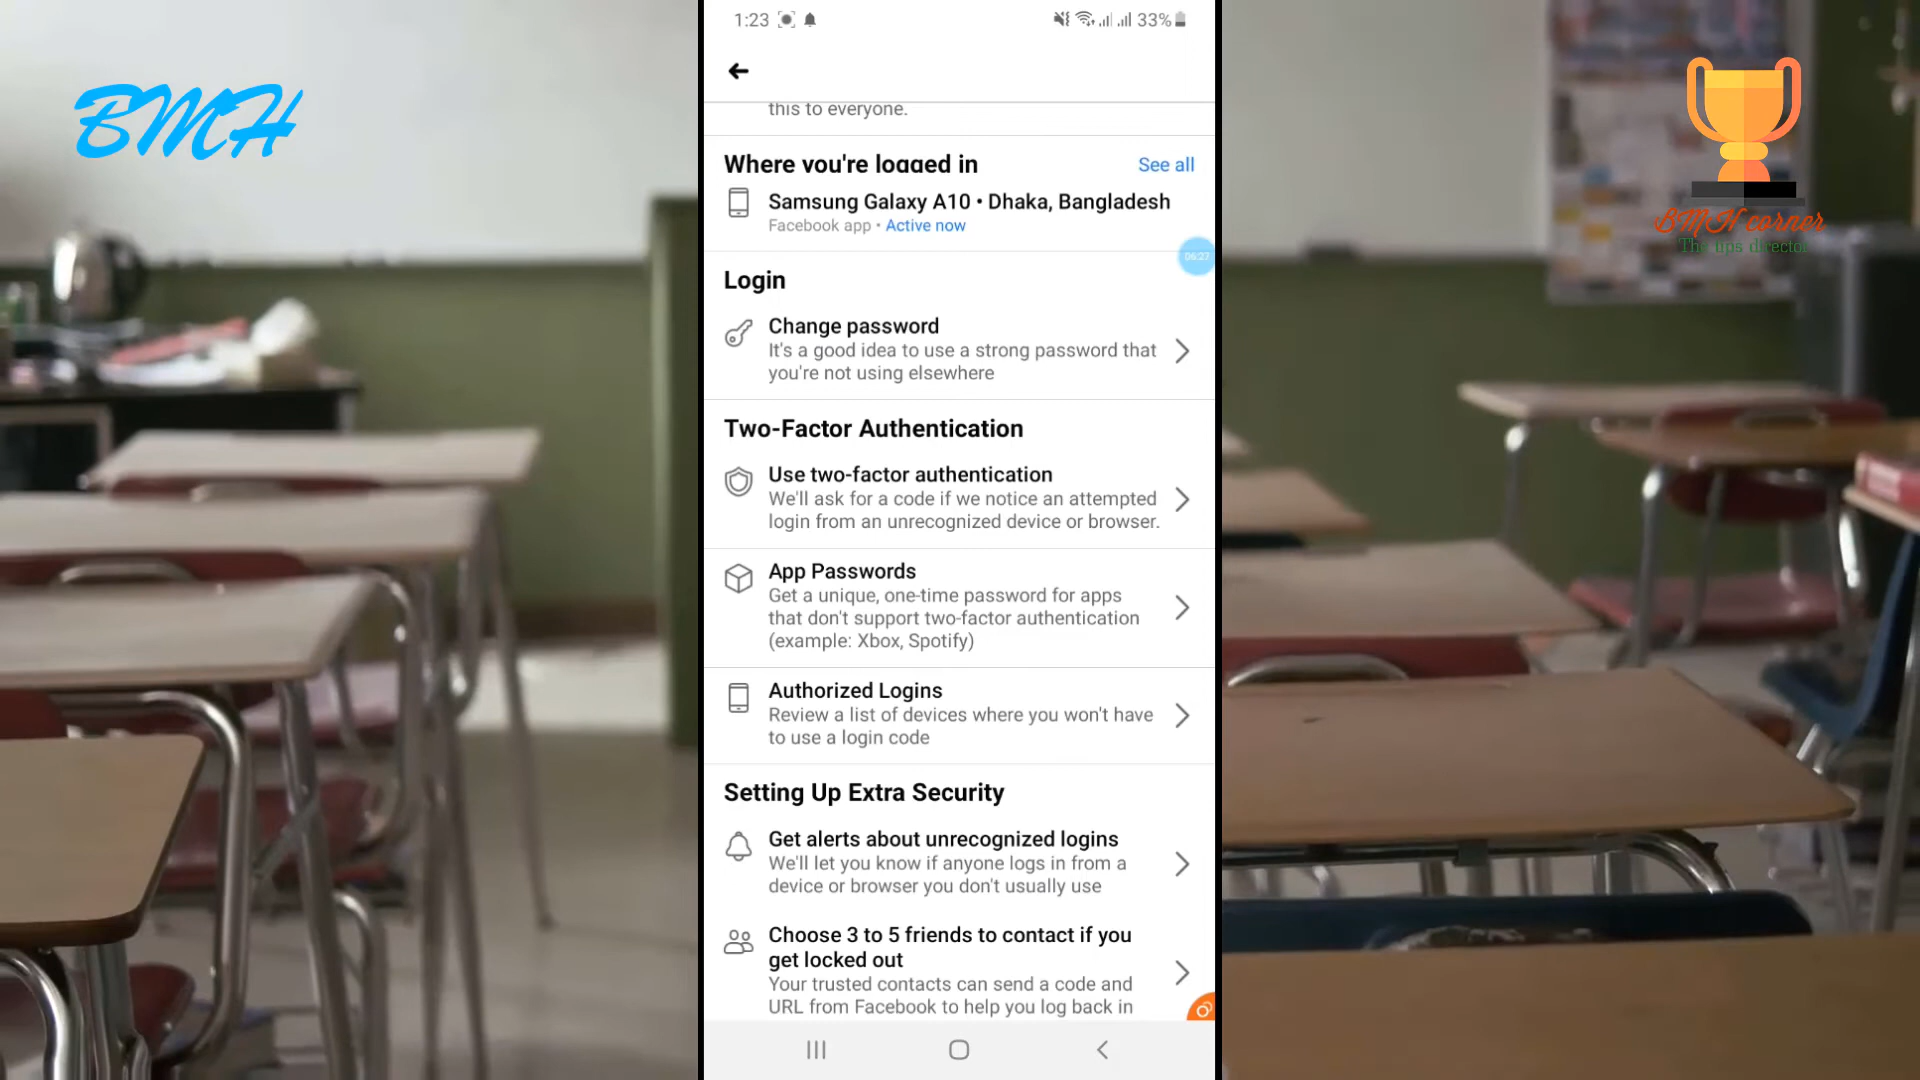 1:23
33%
BMH
this to everyone.
Where you're logged in
See all
Samsung Galaxy A10 • Dhaka, Bangladesh
Facebook app • Active now
06:27
BMH corner
The tips director
Login
Change password
It's a good idea to use a strong password that
you're not using elsewhere
Two-Factor Authentication
Use two-factor authentication
We'll ask for a code if we notice an attempted
login from an unrecognized device or browser.
App Passwords
Get a unique, one-time password for apps
that don't support two-factor authentication
(example: Xbox, Spotify)
Authorized Logins
Review a list of devices where you won't have
to use a login code
Setting Up Extra Security
Get alerts about unrecognized logins
We'll let you know if anyone logs in from a
device or browser you don't usually use
Choose 3 to 5 friends to contact if you
get locked out
Your trusted contacts can send a code and
URL from Facebook to help you log back in